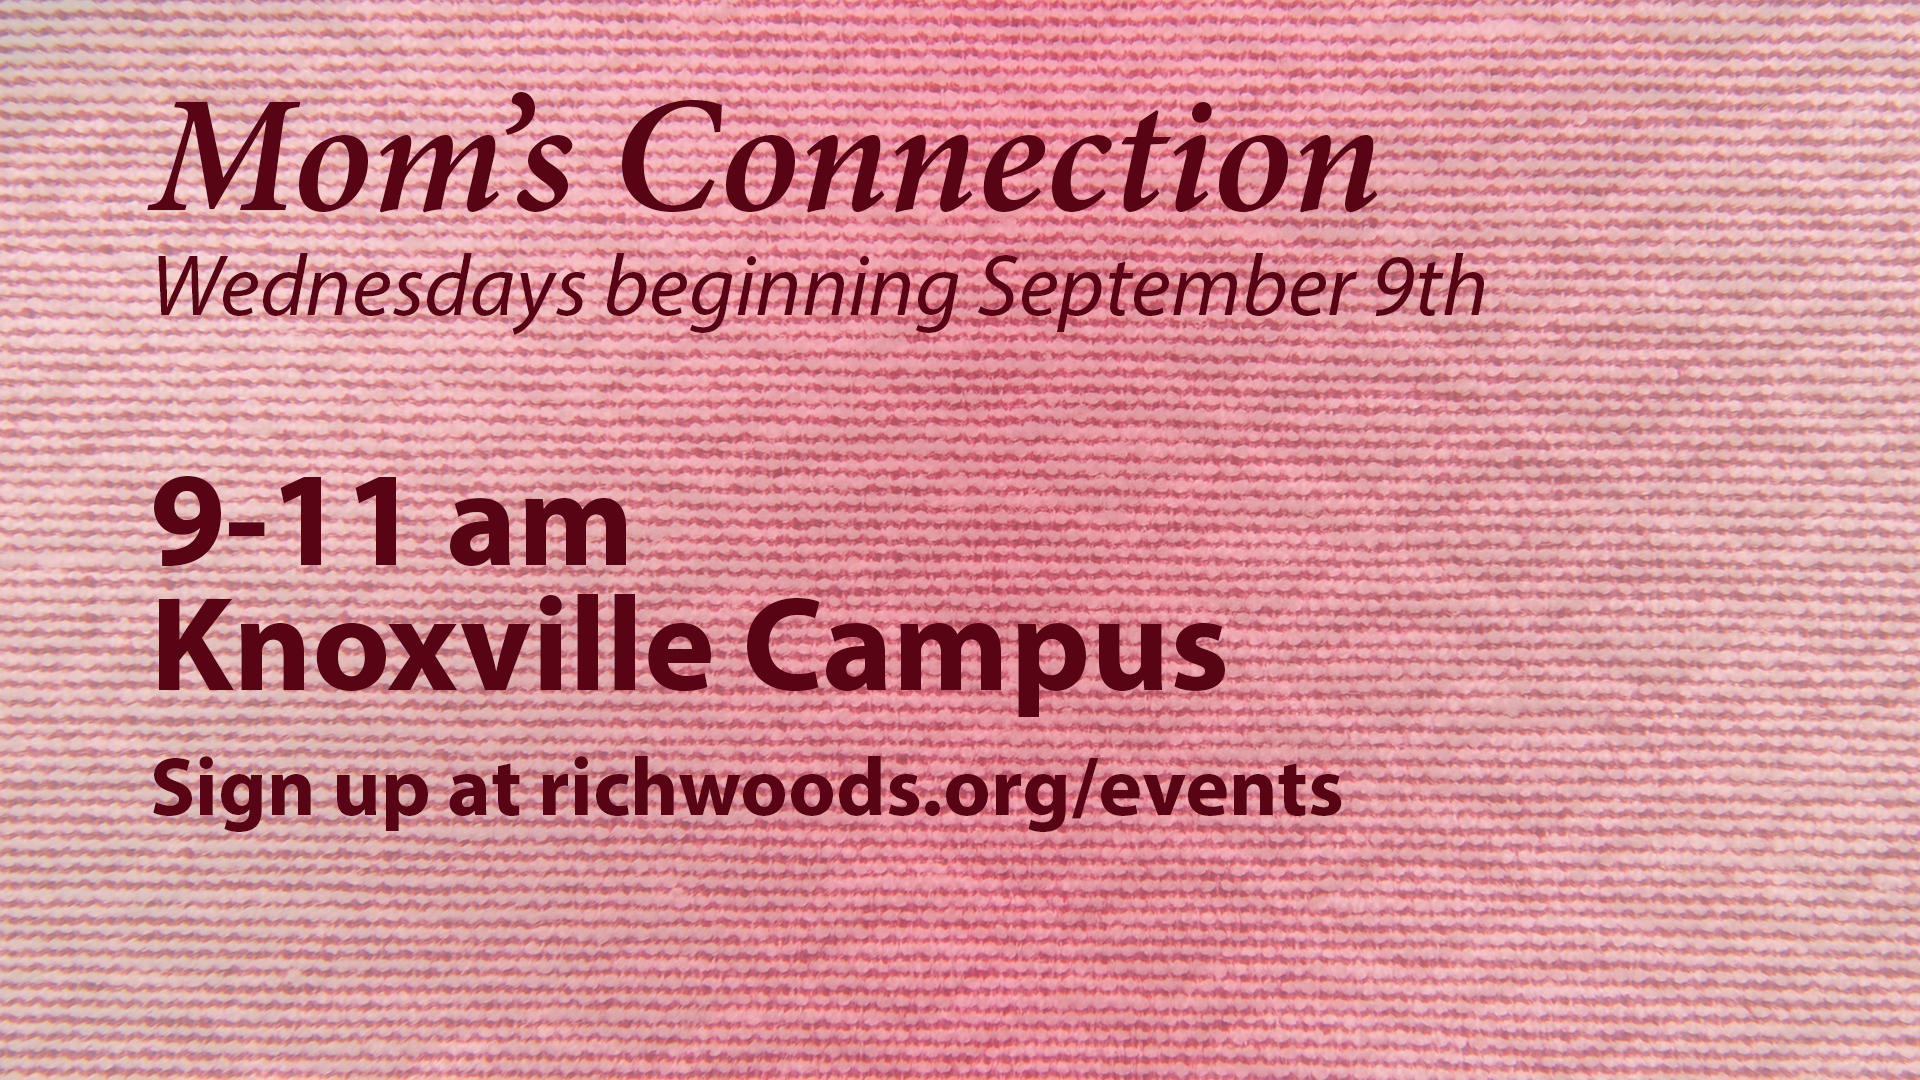 Mom’s Connection
Wednesdays beginning September 9th
9-11 am
Knoxville Campus
Sign up at richwoods.org/events